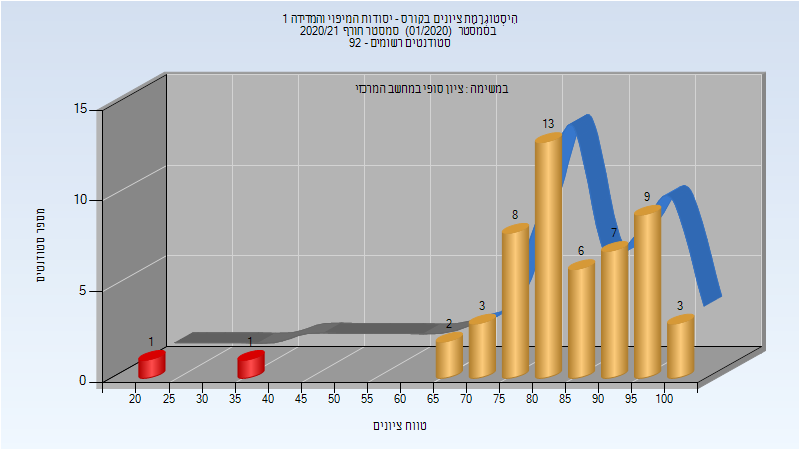 היסטוגרמת ציונים בקורס - יסודות המיפוי והמדידה 1
בסמסטר (01/2020) סמסטר חורף 2020/21
סטודנטים רשומים - 92
במשימה : ציון סופי במחשב המרכזי
מספר סטודנטים
15
10
5
0
1
1
2
3
8
13
6
7
9
3
20 25 30 35 40 45 50 55 60 65 70 75 80 85 90 95 100
טווח ציונים